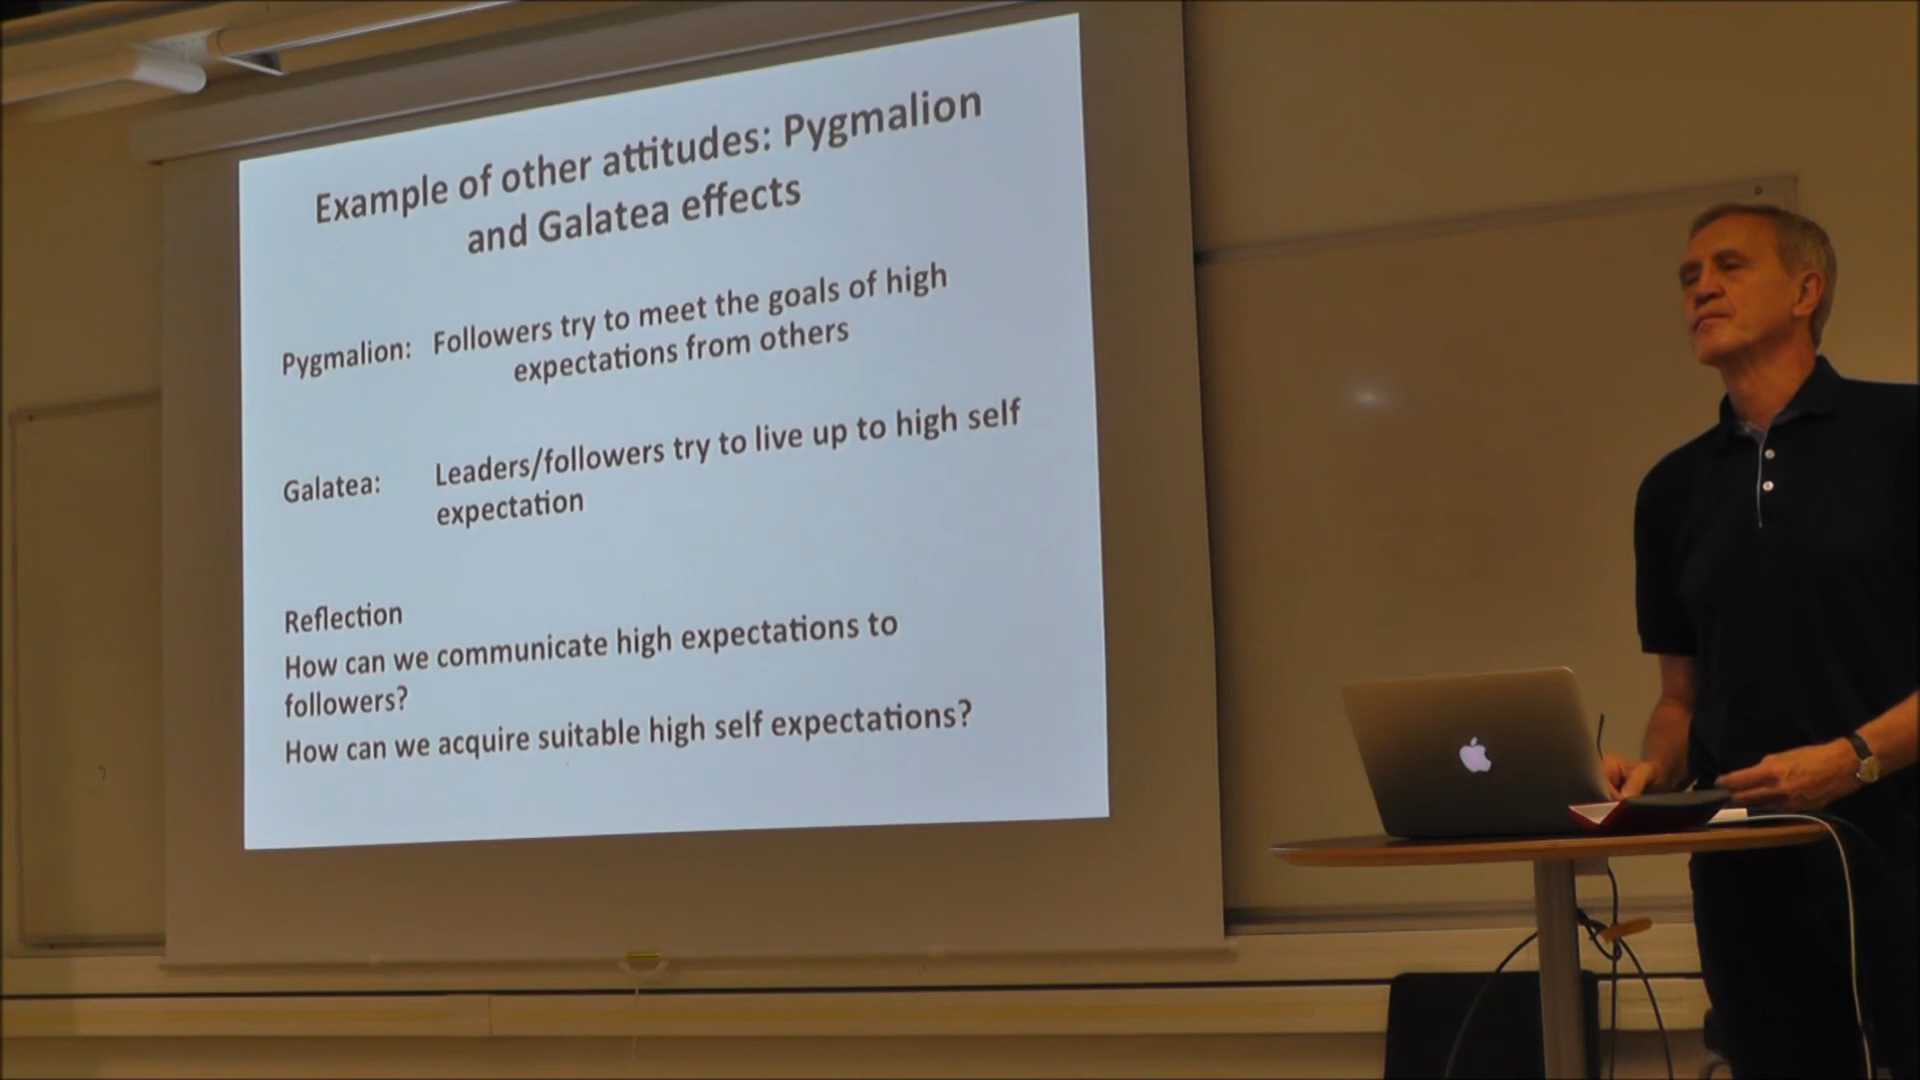 Example of other attitudes: Pygmalion
and Galatea effects
Pygmalion: Followers try to meet the goals of high
expectations from others
Galatea: Leaders/followers try to live up to high self
expectation
Reflection
How can we communicate high expectations to
followers?
How can we acquire suitable high self expectations?